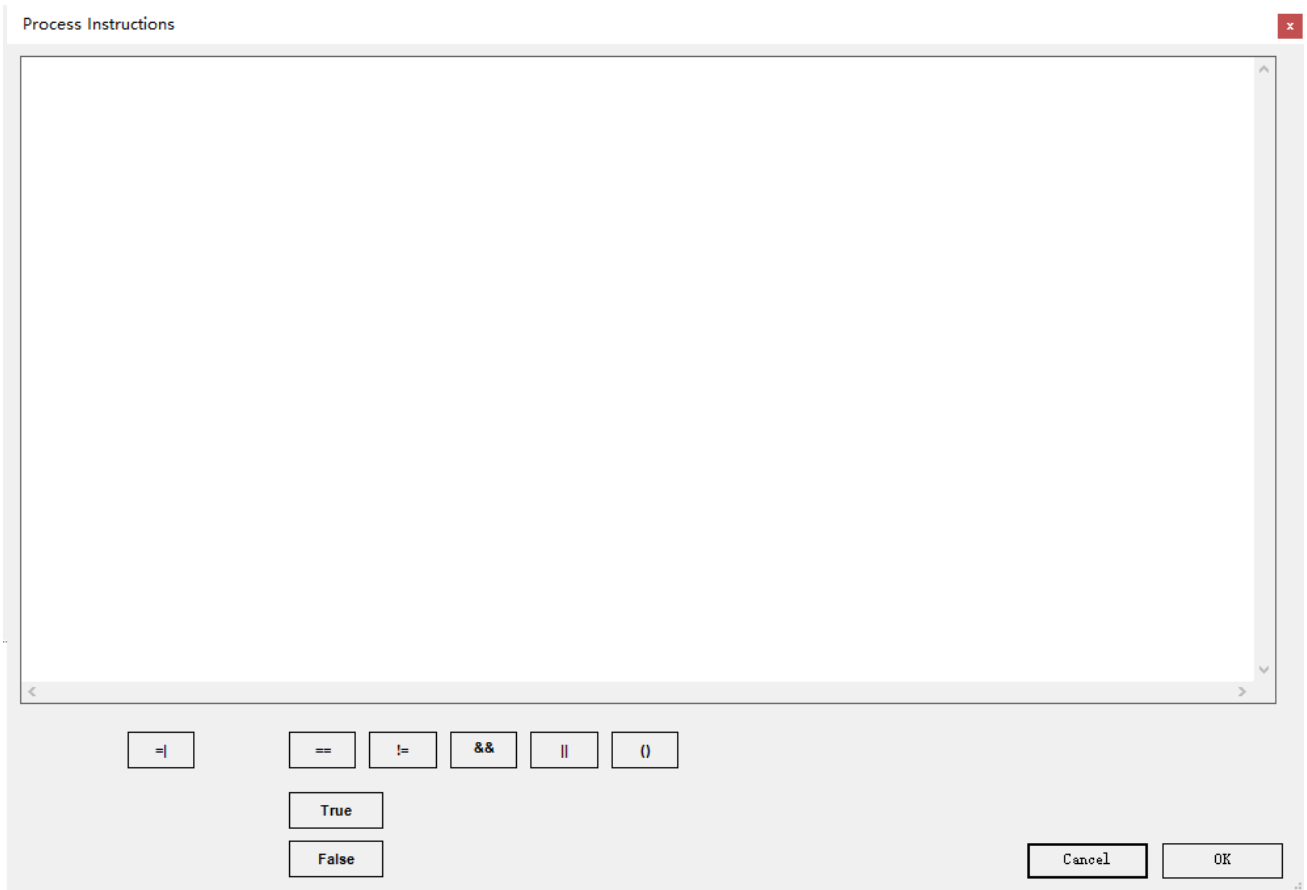 Process Instructions
x
=| == != && || ()
True
False
Cancel OK